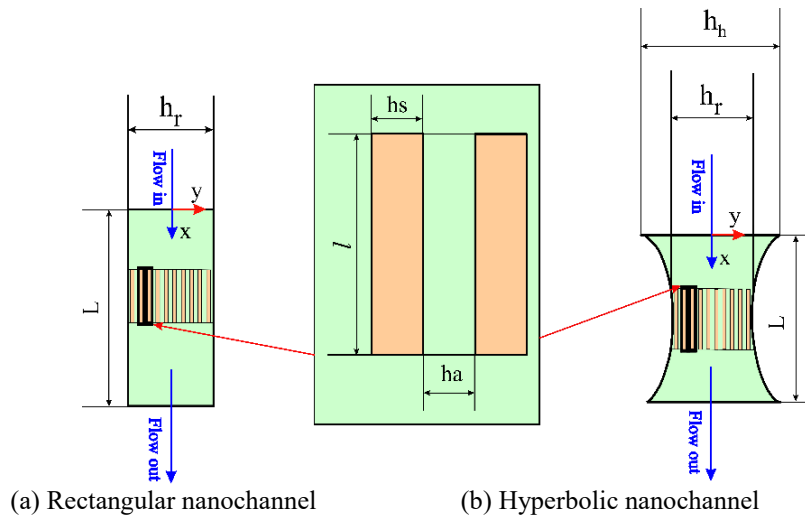 h_r
Flow in
y
x
L
Flow out
hs
l
ha
h_h
h_r
Flow in
y
x
L
Flow out
(a) Rectangular nanochannel
(b) Hyperbolic nanochannel